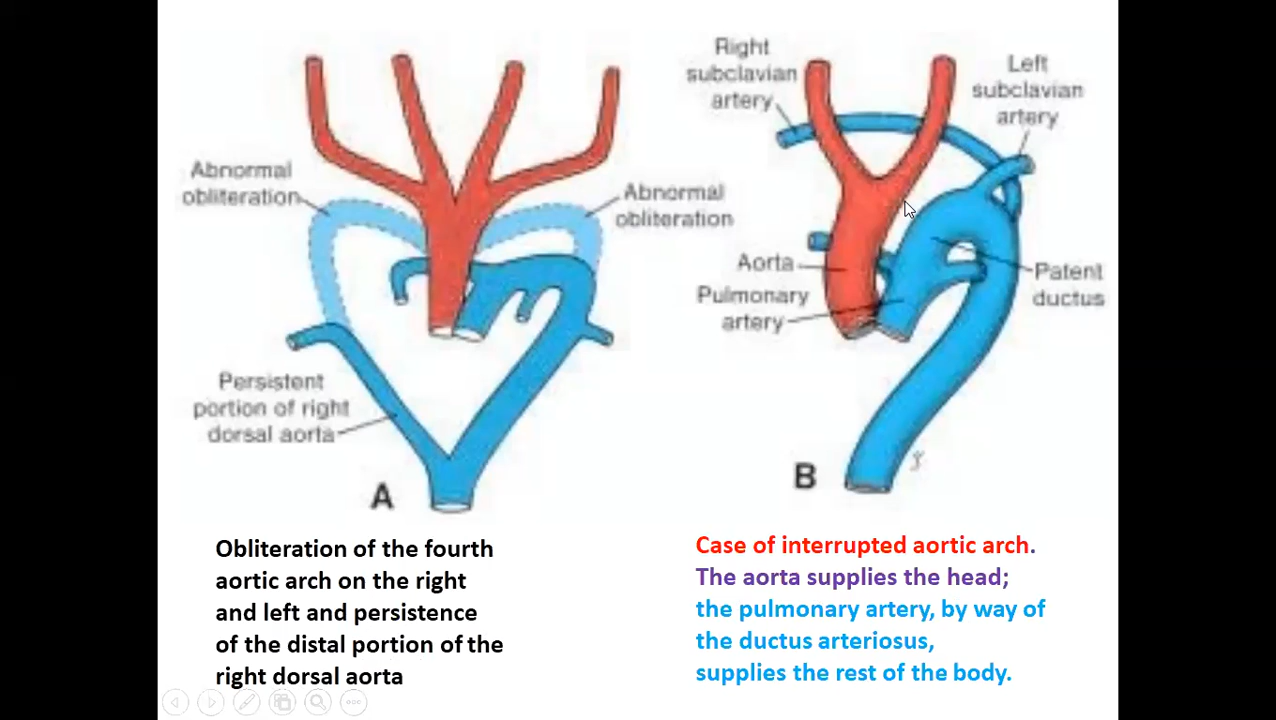 Abnormal
obliteration
Abnormal
obliteration
Persistent
portion of right
dorsal aorta
A
Obliteration of the fourth
aortic arch on the right
and left and persistence
of the distal portion of the
right dorsal aorta
Right
subclavian
artery
Left
subclavian
artery
Aorta
Pulmonary
artery
Patent
ductus
B
Case of interrupted aortic arch.
The aorta supplies the head;
the pulmonary artery, by way of
the ductus arteriosus,
supplies the rest of the body.